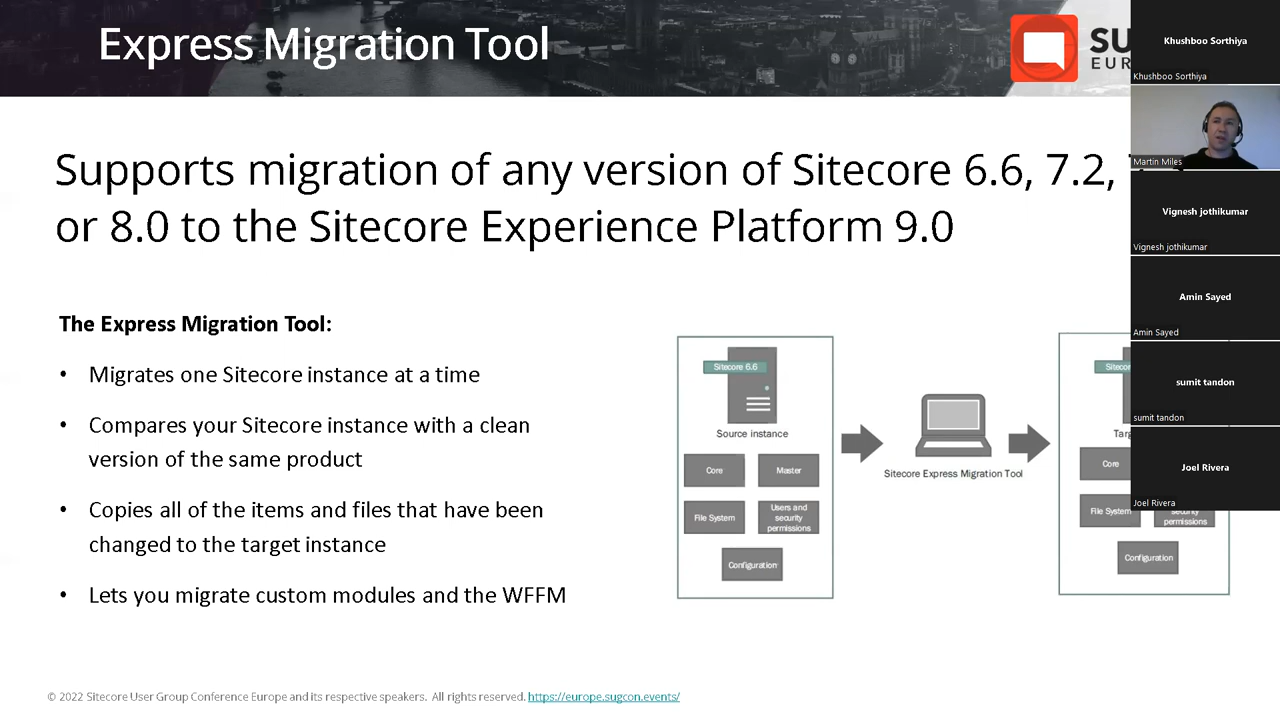 Express Migration Tool
SU
EUR
Supports migration of any version of Sitecore 6.6, 7.2,
or 8.0 to the Sitecore Experience Platform 9.0
The Express Migration Tool:
• Migrates one Sitecore instance at a time
• Compares your Sitecore instance with a clean
version of the same product
• Copies all of the items and files that have been
changed to the target instance
• Lets you migrate custom modules and the WFFM
Sitecore 6.6
Source instance
Core
Master
File System
Users and
security
permissions
Configuration
Sitecore Express Migration Tool
Sitecor
Targ
Core
File System
security
permissions
Configuration
© 2022 Sitecore User Group Conference Europe and its respective speakers. All rights reserved. https://europe.sugcon.events/
Khushboo Sorthiya
Khushboo Sorthiya
Martin Miles
Vignesh jothikumar
Vignesh jothikumar
Amin Sayed
Amin Sayed
sumit tandon
sumit tandon
Joel Rivera
Joel Rivera